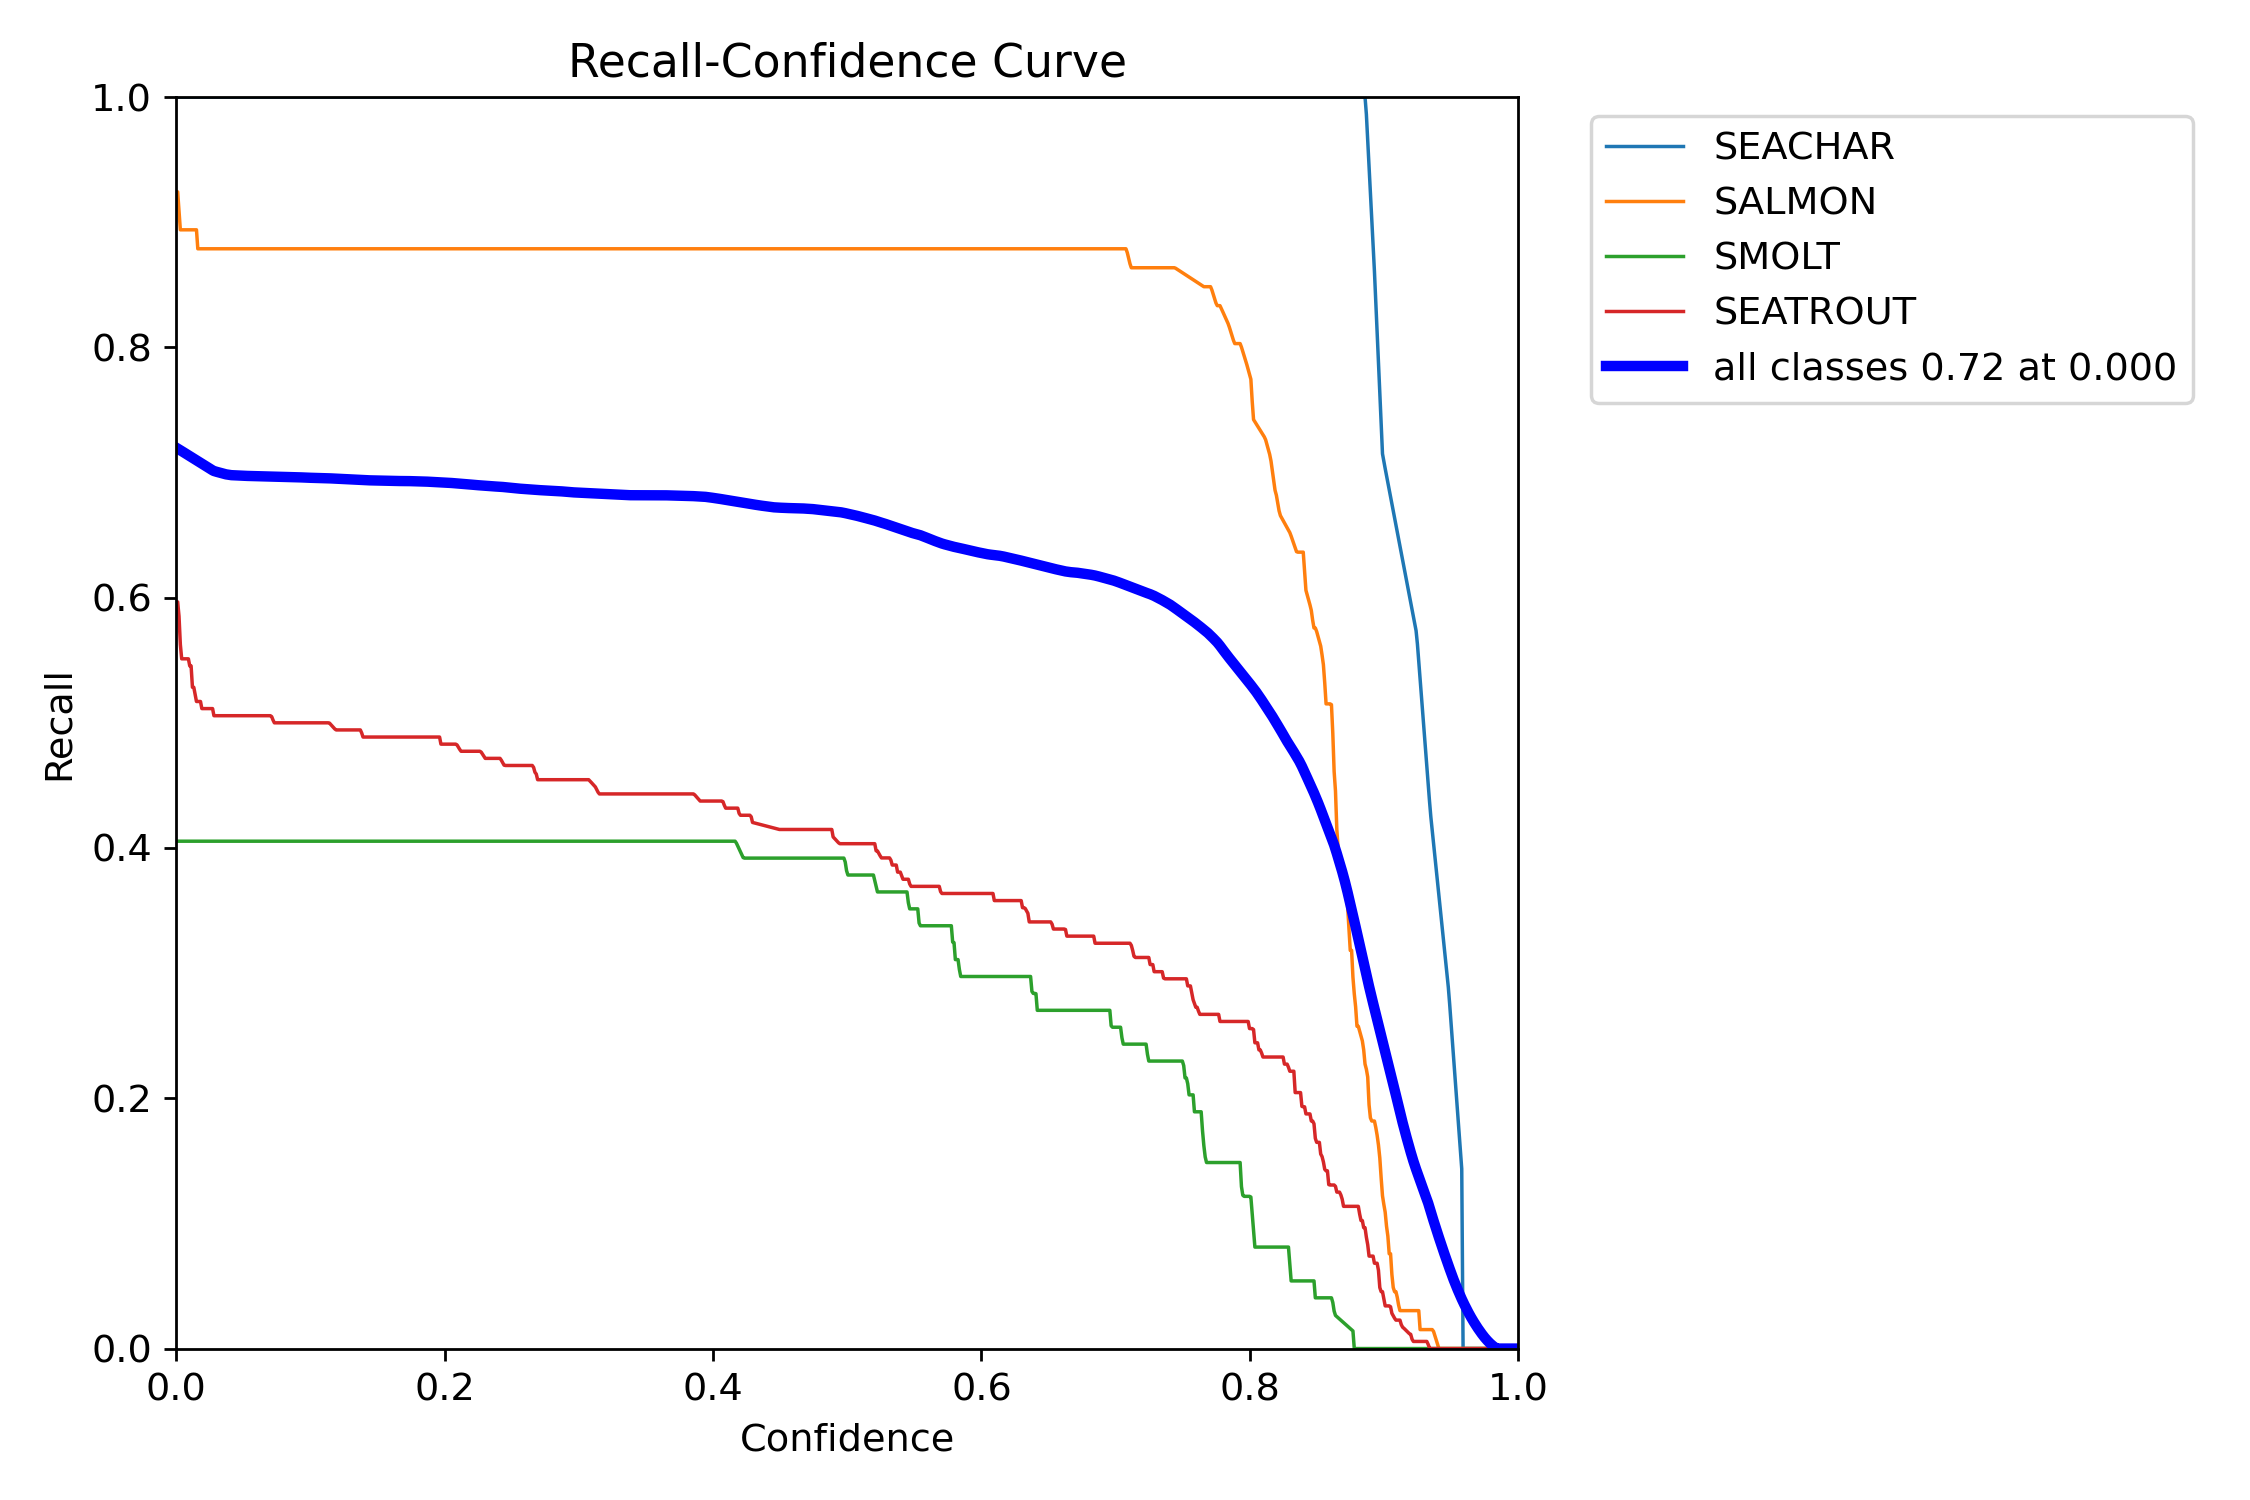 Recall-Confidence Curve
1.0
0.8
0.6
0.4
0.2
0.0
Recall
0.0 0.2 0.4 0.6 0.8 1.0
Confidence
SEACHAR
SALMON
SMOLT
SEATROUT
all classes 0.72 at 0.000